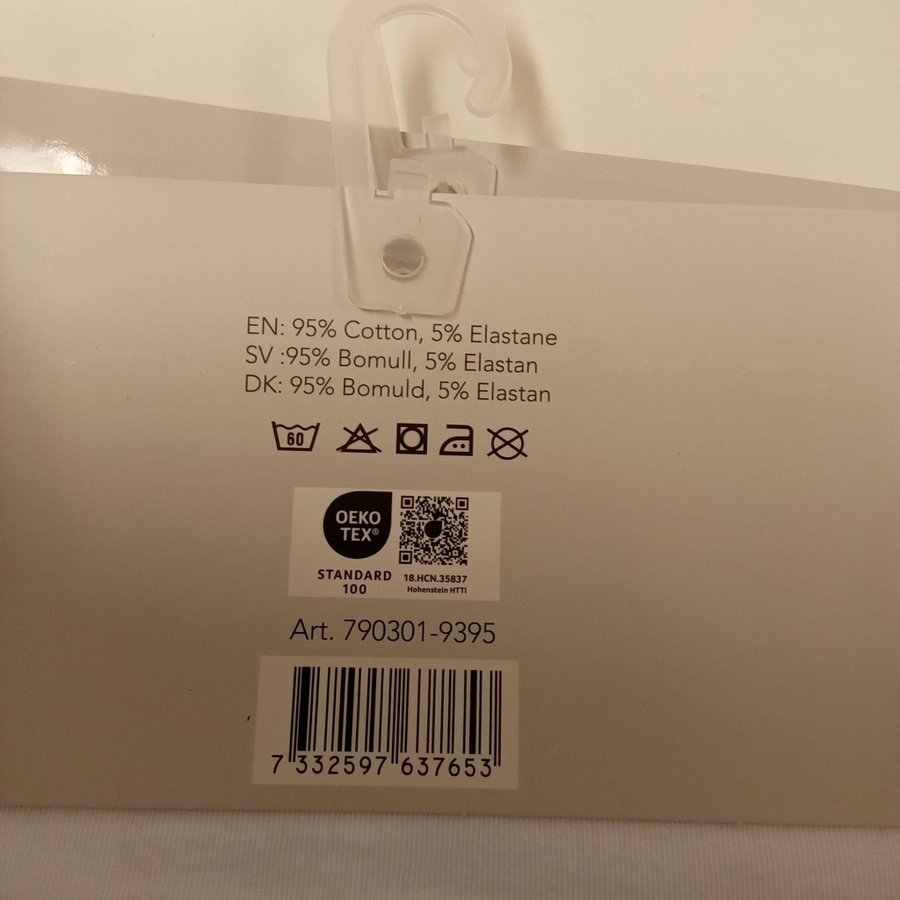 EN: 95% Cotton, 5% Elastane
SV :95% Bomull, 5% Elastan
DK: 95% Bomuld, 5% Elastan
60
OEKO
TEX®
STANDARD
100
18.HCN.35837
Hohenstein HTTI
Art. 790301-9395
7 332597 637653